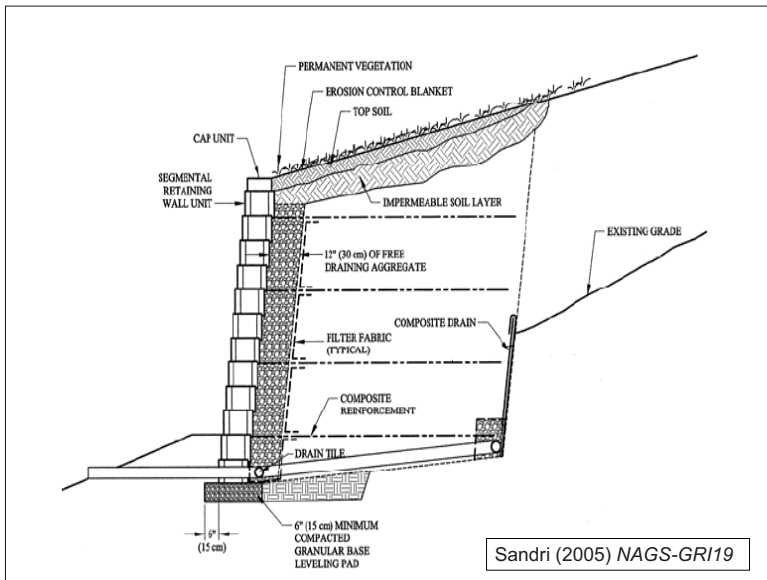 PERMANENT VEGETATION
EROSION CONTROL BLANKET
TOP SOIL
CAP UNIT
SEGMENTAL
RETAINING
WALL UNIT
IMPERMEABLE SOIL LAYER
EXISTING GRADE
12" (30 cm) OF FREE
DRAINING AGGREGATE
COMPOSITE DRAIN
FILTER FABRIC
(TYPICAL)
COMPOSITE
REINFORCEMENT
DRAIN TILE
6"
(15 cm)
6" (15 cm) MINIMUM
COMPACTED
GRANULAR BASE
LEVELING PAD
Sandri (2005) NAGS-GRI19